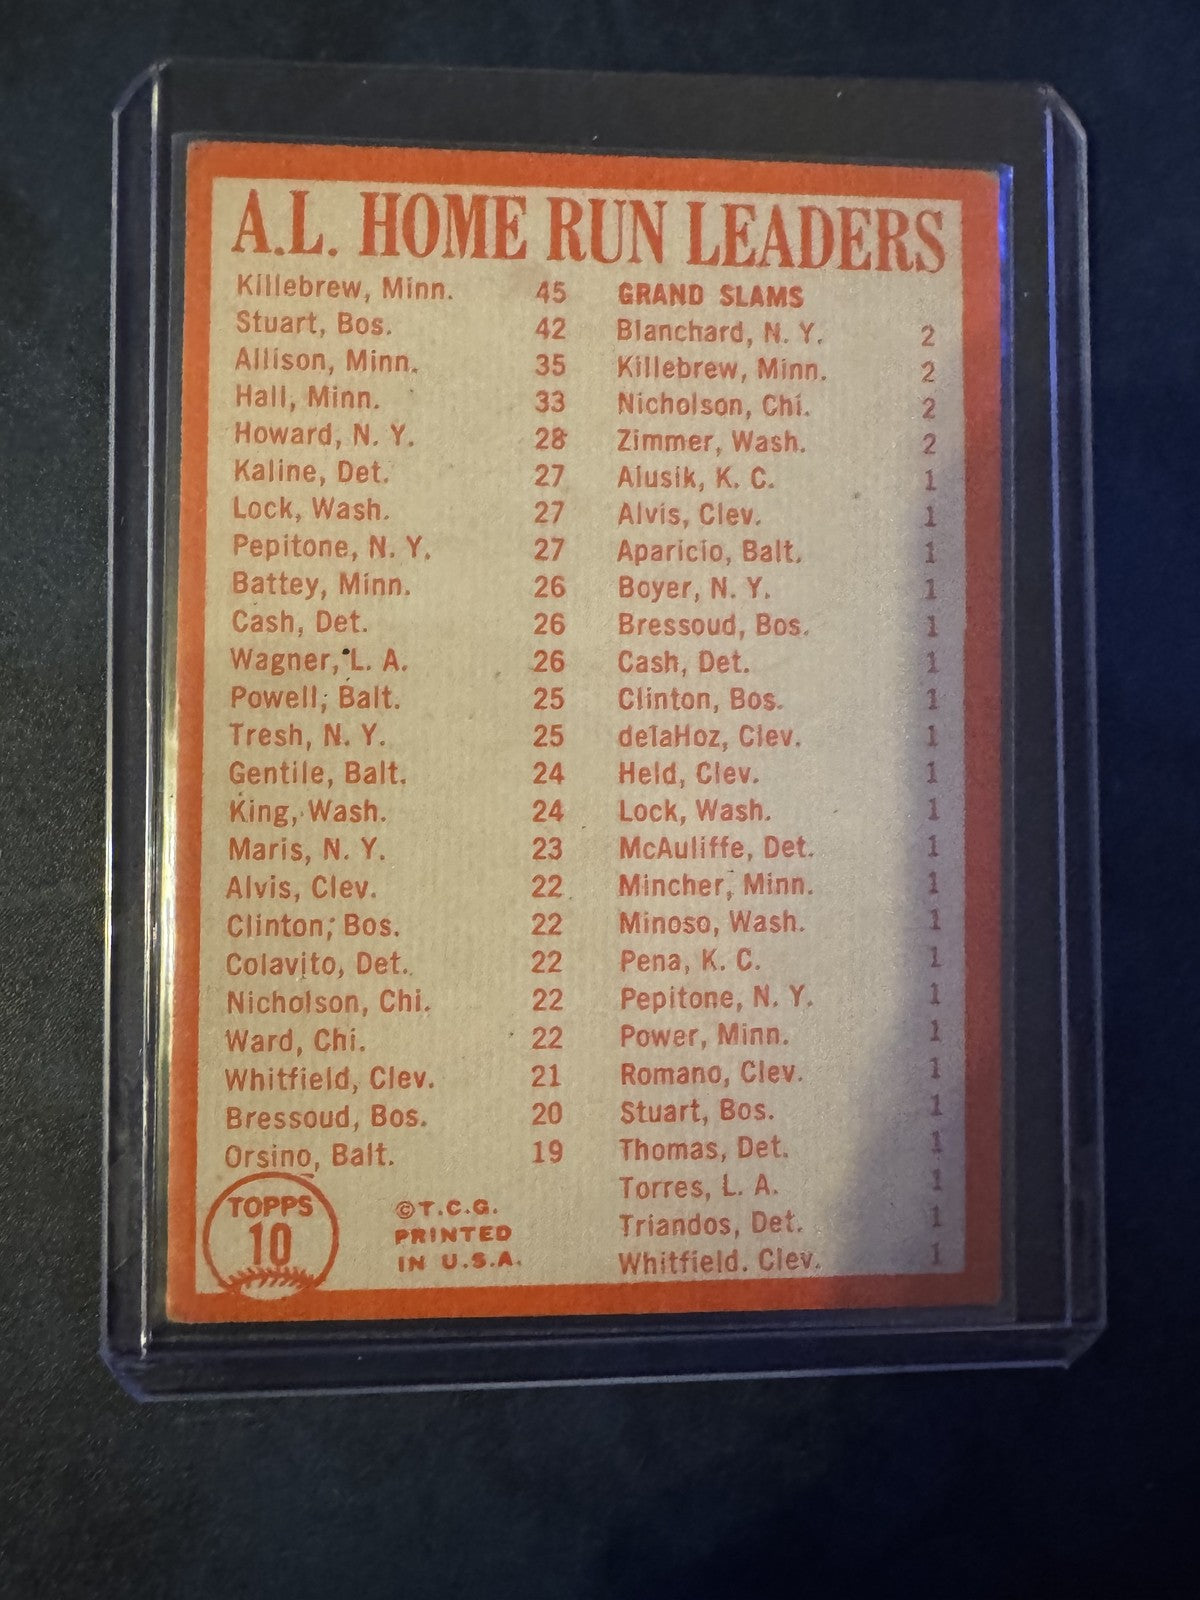 A.L. HOME RUN LEADERS
Killebrew, Minn. 45
Stuart, Bos. 42
Allison, Minn. 35
Hall, Minn. 33
Howard, N. Y. 28
Kaline, Det. 27
Lock, Wash. 27
Pepitone, N. Y. 27
Battey, Minn. 26
Cash, Det. 26
Wagner, L. A. 26
Powell, Balt. 25
Tresh, N. Y. 25
Gentile, Balt. 24
King, Wash. 24
Maris, N. Y. 23
Alvis, Clev. 22
Clinton, Bos. 22
Colavito, Det. 22
Nicholson, Chi. 22
Ward, Chi. 22
Whitfield, Clev. 21
Bressoud, Bos. 20
Orsino, Balt. 19
GRAND SLAMS
Blanchard, N. Y. 2
Killebrew, Minn. 2
Nicholson, Chi. 2
Zimmer, Wash. 2
Alusik, K. C. 1
Alvis, Clev. 1
Aparicio, Balt. 1
Boyer, N. Y. 1
Bressoud, Bos. 1
Cash, Det. 1
Clinton, Bos. 1
delaHoz, Clev. 1
Held, Clev. 1
Lock, Wash. 1
McAuliffe, Det. 1
Mincher, Minn. 1
Minoso, Wash. 1
Pena, K. C. 1
Pepitone, N. Y. 1
Power, Minn. 1
Romano, Clev. 1
Stuart, Bos. 1
Thomas, Det. 1
Torres, L. A. 1
Triandos, Det. 1
Whitfield. Clev. 1
TOPPS
10
©T.C.G.
PRINTED
IN U.S.A.